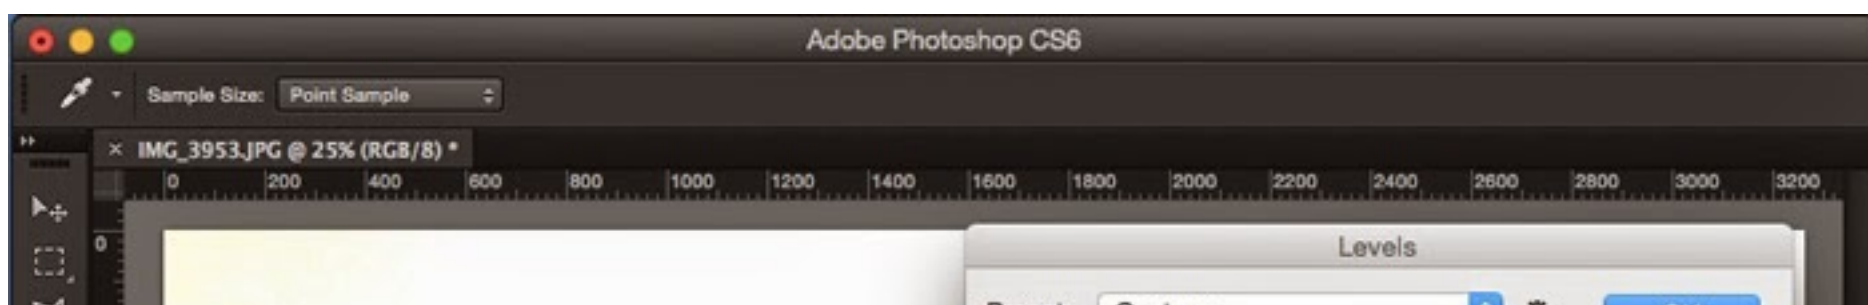 Adobe Photoshop CS6
Sample Size: Point Sample
× IMG_3953.JPG @ 25% (RGB/8) *
0 200 400 600 800 1000 1200 1400 1600 1800 2000 2200 2400 2600 2800 3000 3200
0
Levels